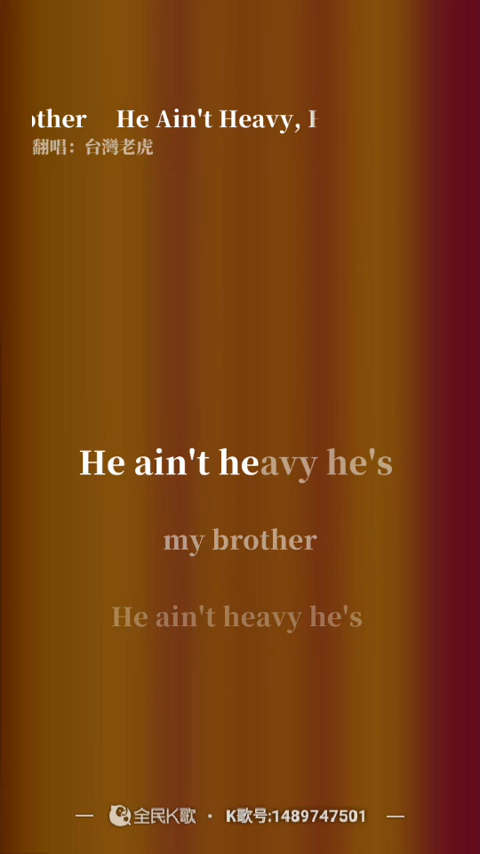 other He Ain't Heavy, H
翻唱：台灣老虎
He ain't heavy he's
my brother
He ain't heavy he's
全民K歌 · K歌号:1489747501